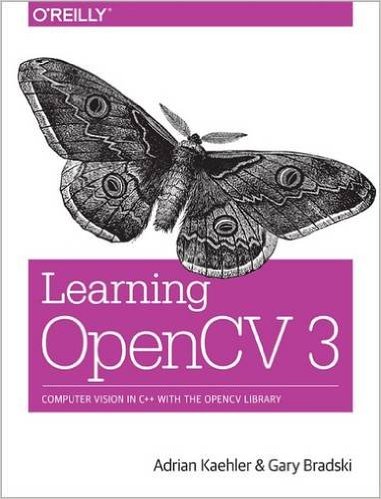 O'REILLY®
Learning
OpenCV 3
COMPUTER VISION IN C++ WITH THE OPENCV LIBRARY
Adrian Kaehler & Gary Bradski